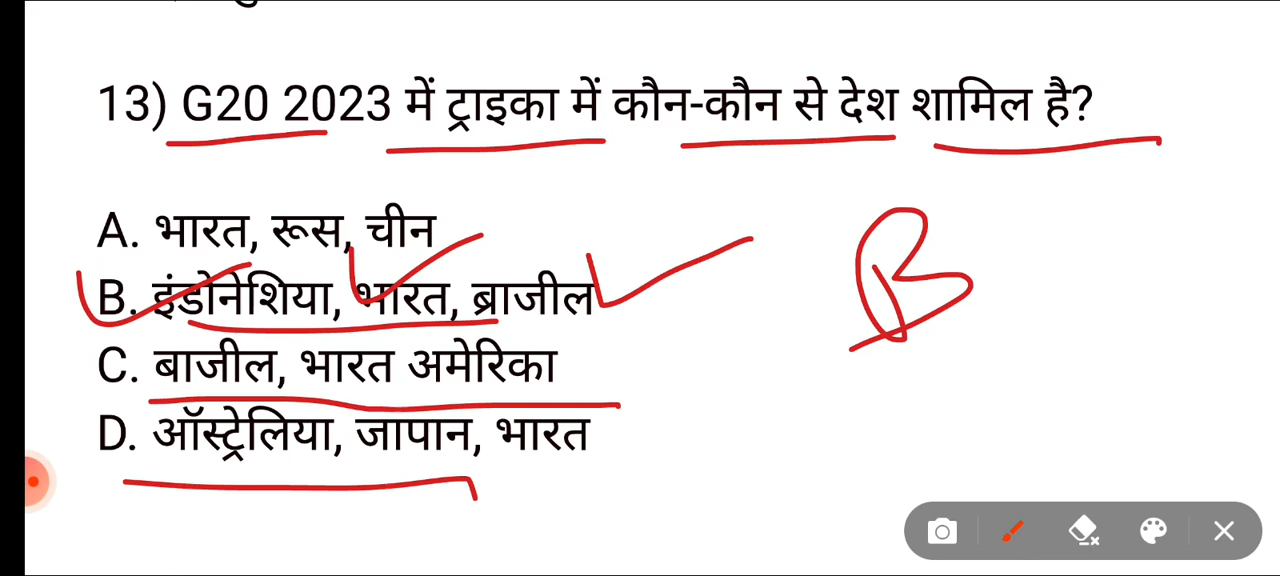 13) G20 2023 में ट्राइका में कौन-कौन से देश शामिल है?
A. भारत, रूस, चीन
B. इंडोनेशिया, भारत, ब्राजील
B
C. बाजील, भारत अमेरिका
D. ऑस्ट्रेलिया, जापान, भारत